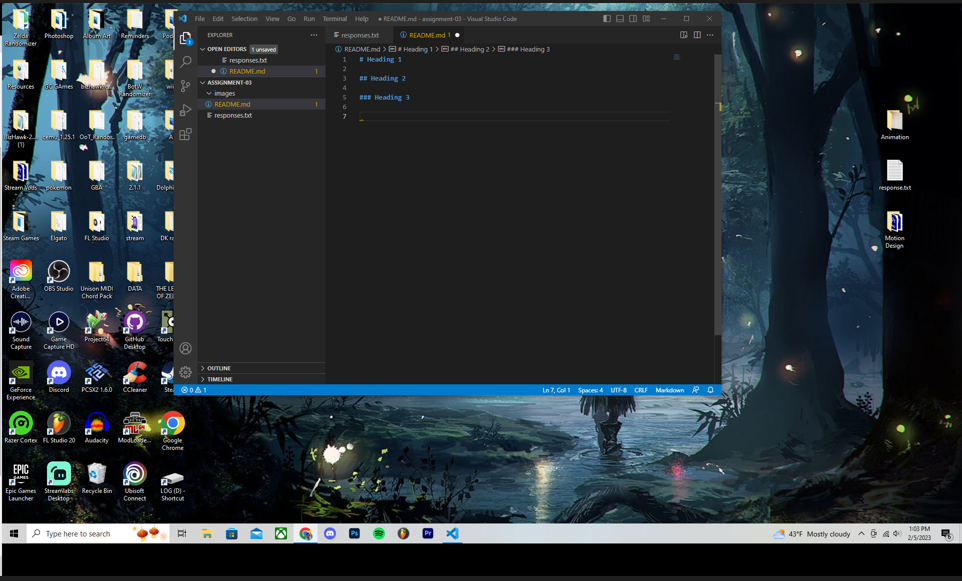 File Edit Selection View Go Run Terminal Help
● README.md - assignment-03 - Visual Studio Code
EXPLORER
OPEN EDITORS 1 unsaved
responses.txt
README.md 1
ASSIGNMENT-03
images
README.md 1
responses.txt
OUTLINE
TIMELINE
responses.txt
README.md 1
README.md > # Heading 1 > ## Heading 2 > ### Heading 3
1 # Heading 1
2
3 ## Heading 2
4
5 ### Heading 3
6
7
0 1
Ln 7, Col 1 Spaces: 4 UTF-8 CRLF Markdown
Zelda Randomizer
Photoshop
Album Art
Reminders
Resources
GC GAMES
BotW Randomizer
BizHawk-2... (1)
cemu_1.25.1
OoT_Randos...
gamedb
Stream Vods
pokemon
GBA
2.1.1
Dolphi
Steam Games
Elgato
FL Studio
stream
DK ra
Adobe Creati...
OBS Studio
Unison MIDI Chord Pack
DATA
THE LE OF ZEL
Sound Capture
Game Capture HD
Project64
GitHub Desktop
Touch
GeForce Experience
Discord
PCSX2 1.6.0
CCleaner
Stea
Razer Cortex
FL Studio 20
Audacity
ModLoade...
Google Chrome
Epic Games Launcher
Streamlabs Desktop
Recycle Bin
Ubisoft Connect
LOG (D) - Shortcut
Animation
response.txt
Motion Design
Type here to search
43°F Mostly cloudy
1:03 PM
2/5/2023